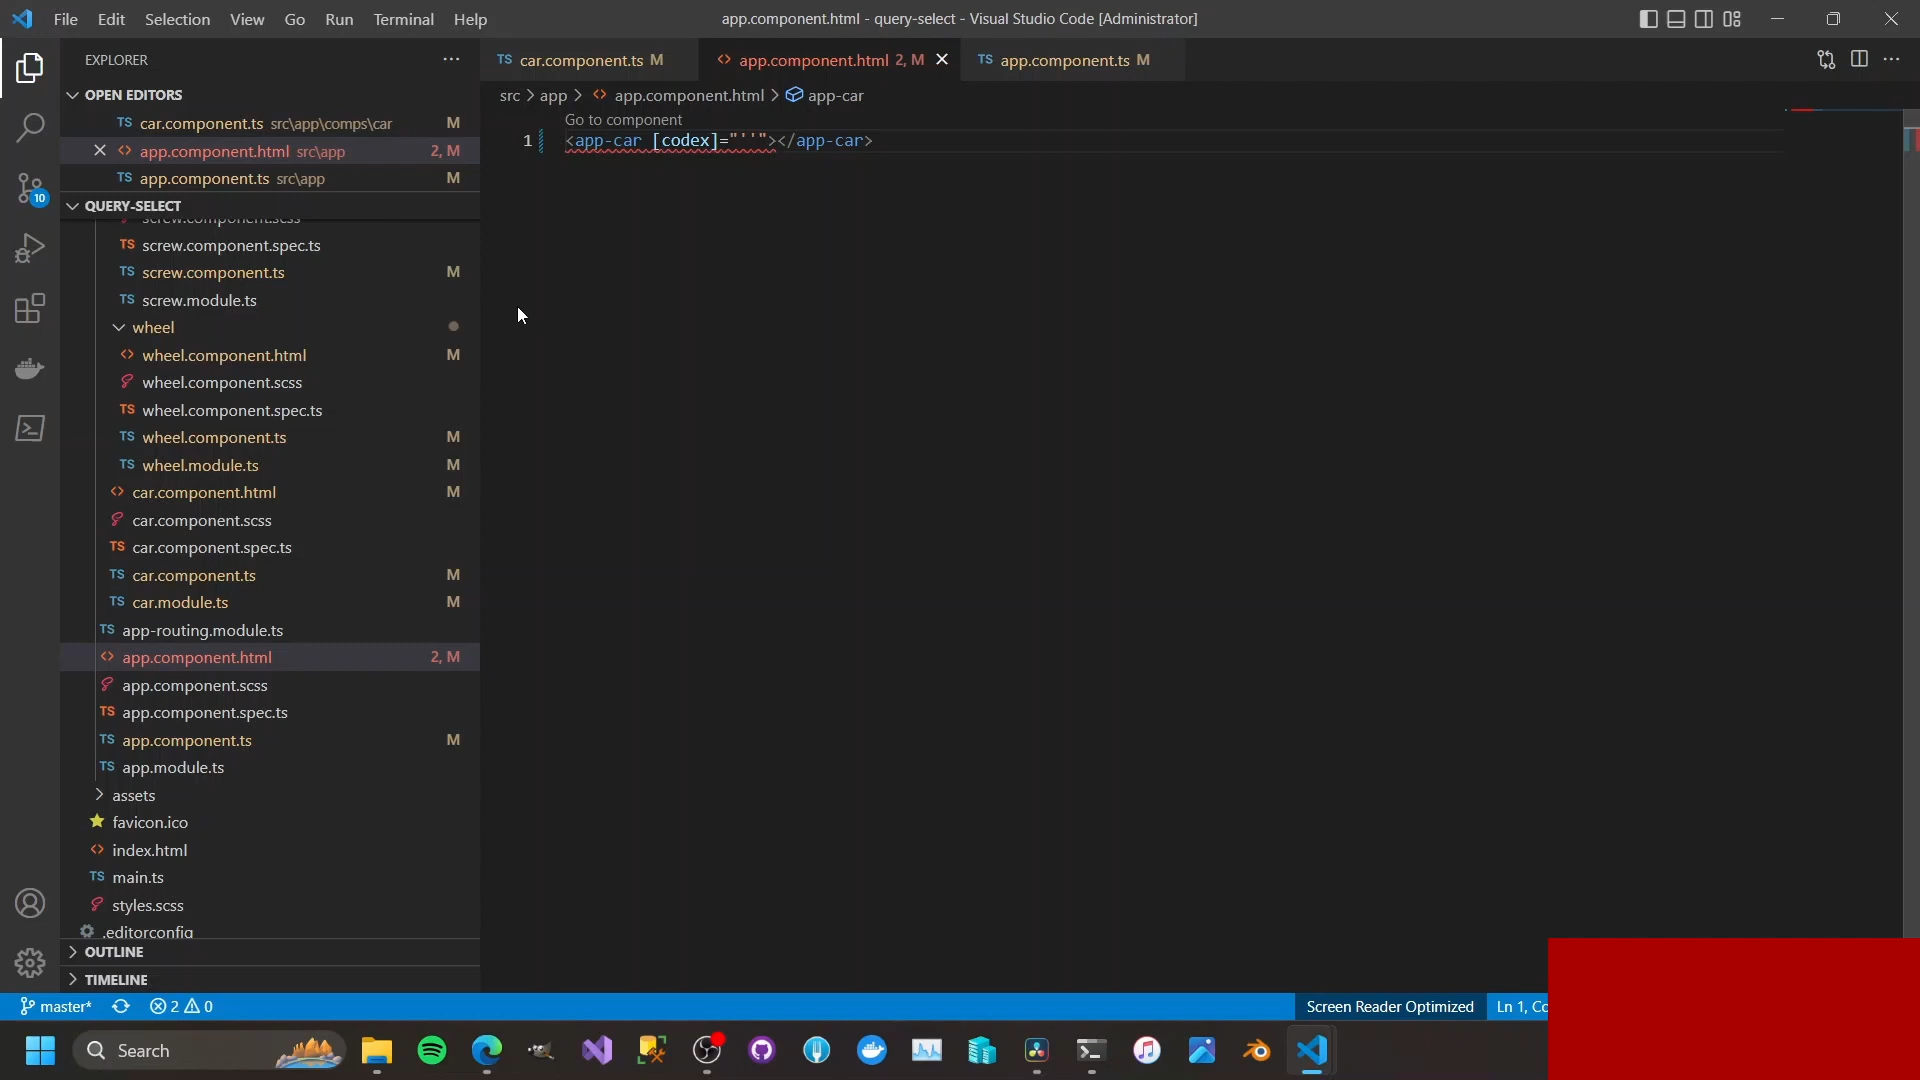 File Edit Selection View Go Run Terminal Help
app.component.html - query-select - Visual Studio Code [Administrator]
EXPLORER
TS car.component.ts M
<> app.component.html 2, M
TS app.component.ts M
OPEN EDITORS
src > app > <> app.component.html > app-car
TS car.component.ts src\app\comps\car M
Go to component
<> app.component.html src\app 2, M
1 <app-car [codex]="''"></app-car>
TS app.component.ts src\app M
10
QUERY-SELECT
screw.component.scss
TS screw.component.spec.ts
TS screw.component.ts M
TS screw.module.ts
wheel
<> wheel.component.html M
wheel.component.scss
TS wheel.component.spec.ts
TS wheel.component.ts M
TS wheel.module.ts M
<> car.component.html M
car.component.scss
TS car.component.spec.ts
TS car.component.ts M
TS car.module.ts M
TS app-routing.module.ts
<> app.component.html 2, M
app.component.scss
TS app.component.spec.ts
TS app.component.ts M
TS app.module.ts
assets
favicon.ico
<> index.html
TS main.ts
styles.scss
.editorconfig
OUTLINE
TIMELINE
master* 2 0 Screen Reader Optimized Ln 1, Co
Search